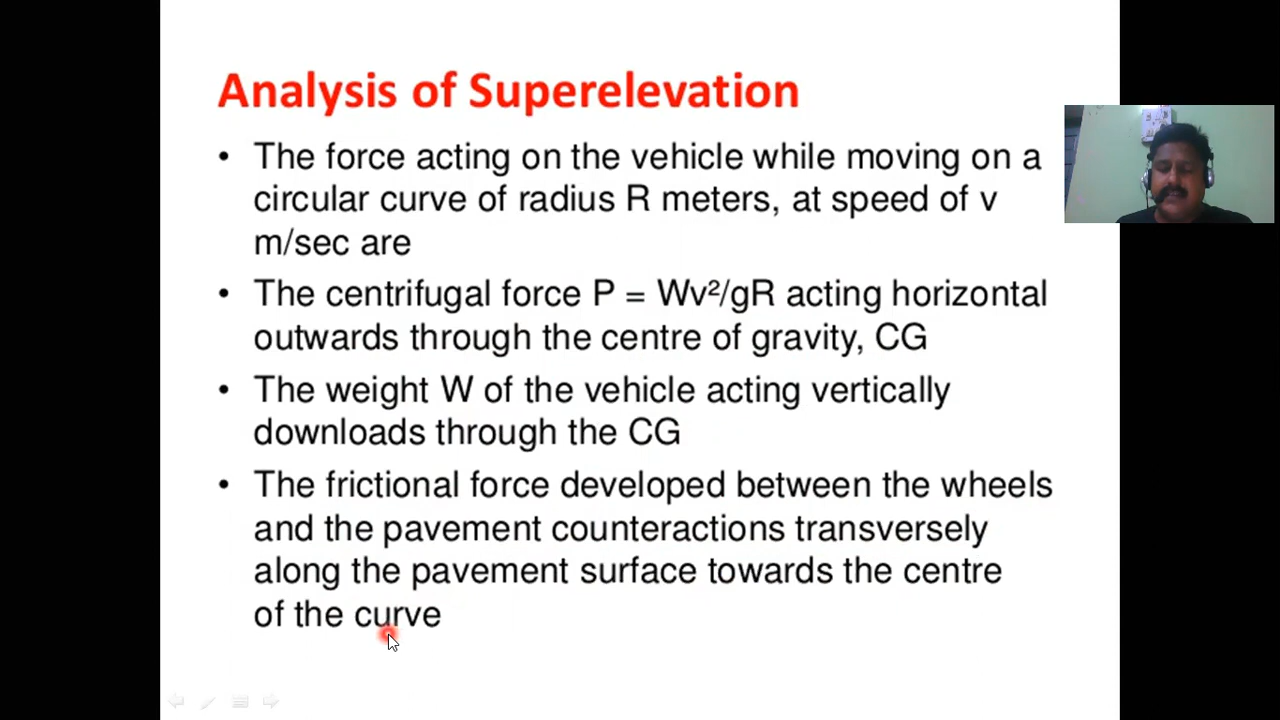 Analysis of Superelevation
• The force acting on the vehicle while moving on a
circular curve of radius R meters, at speed of v
m/sec are
• The centrifugal force P = Wv²/gR acting horizontal
outwards through the centre of gravity, CG
• The weight W of the vehicle acting vertically
downloads through the CG
• The frictional force developed between the wheels
and the pavement counteractions transversely
along the pavement surface towards the centre
of the curve